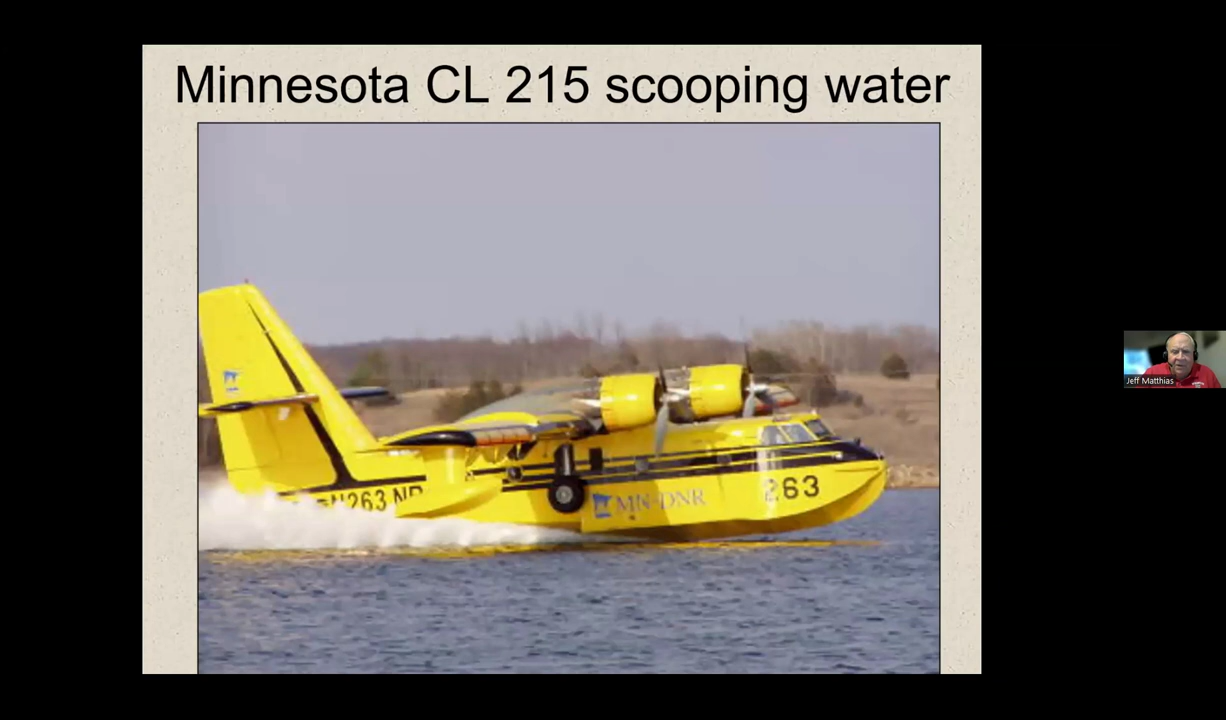 Minnesota CL 215 scooping water
N263 NR
MN-DNR
263
Jeff Matthias